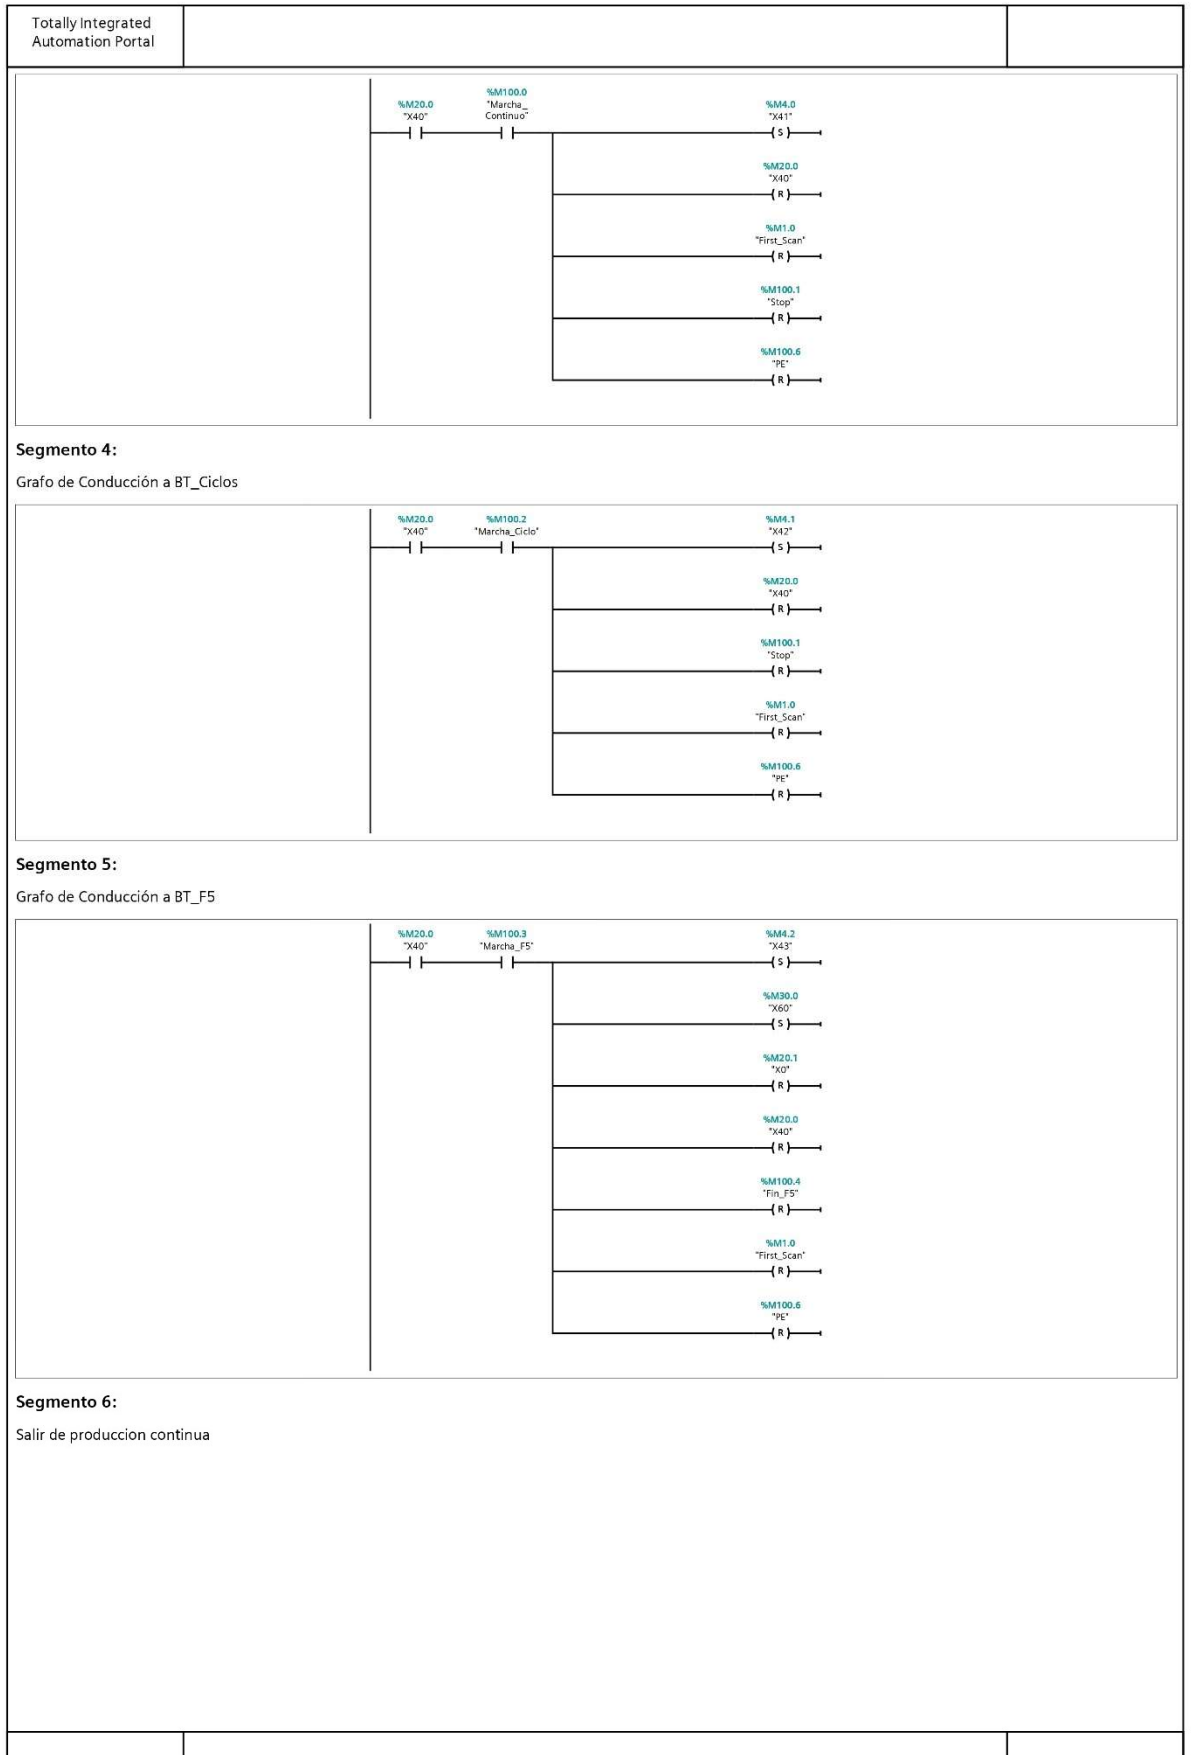 Totally Integrated
Automation Portal
%M20.0
"X40"
%M100.0
"Marcha_
Continuo"
%M4.0
"X41"
S
%M20.0
"X40"
R
%M1.0
"First_Scan"
R
%M100.1
"Stop"
R
%M100.6
"PE"
R
Segmento 4:
Grafo de Conducción a BT_Ciclos
%M20.0
"X40"
%M100.2
"Marcha_Ciclo"
%M4.1
"X42"
S
%M20.0
"X40"
R
%M100.1
"Stop"
R
%M1.0
"First_Scan"
R
%M100.6
"PE"
R
Segmento 5:
Grafo de Conducción a BT_F5
%M20.0
"X40"
%M100.3
"Marcha_F5"
%M4.2
"X43"
S
%M30.0
"X60"
S
%M20.1
"X0"
R
%M20.0
"X40"
R
%M100.4
"Fin_F5"
R
%M1.0
"First_Scan"
R
%M100.6
"PE"
R
Segmento 6:
Salir de produccion continua